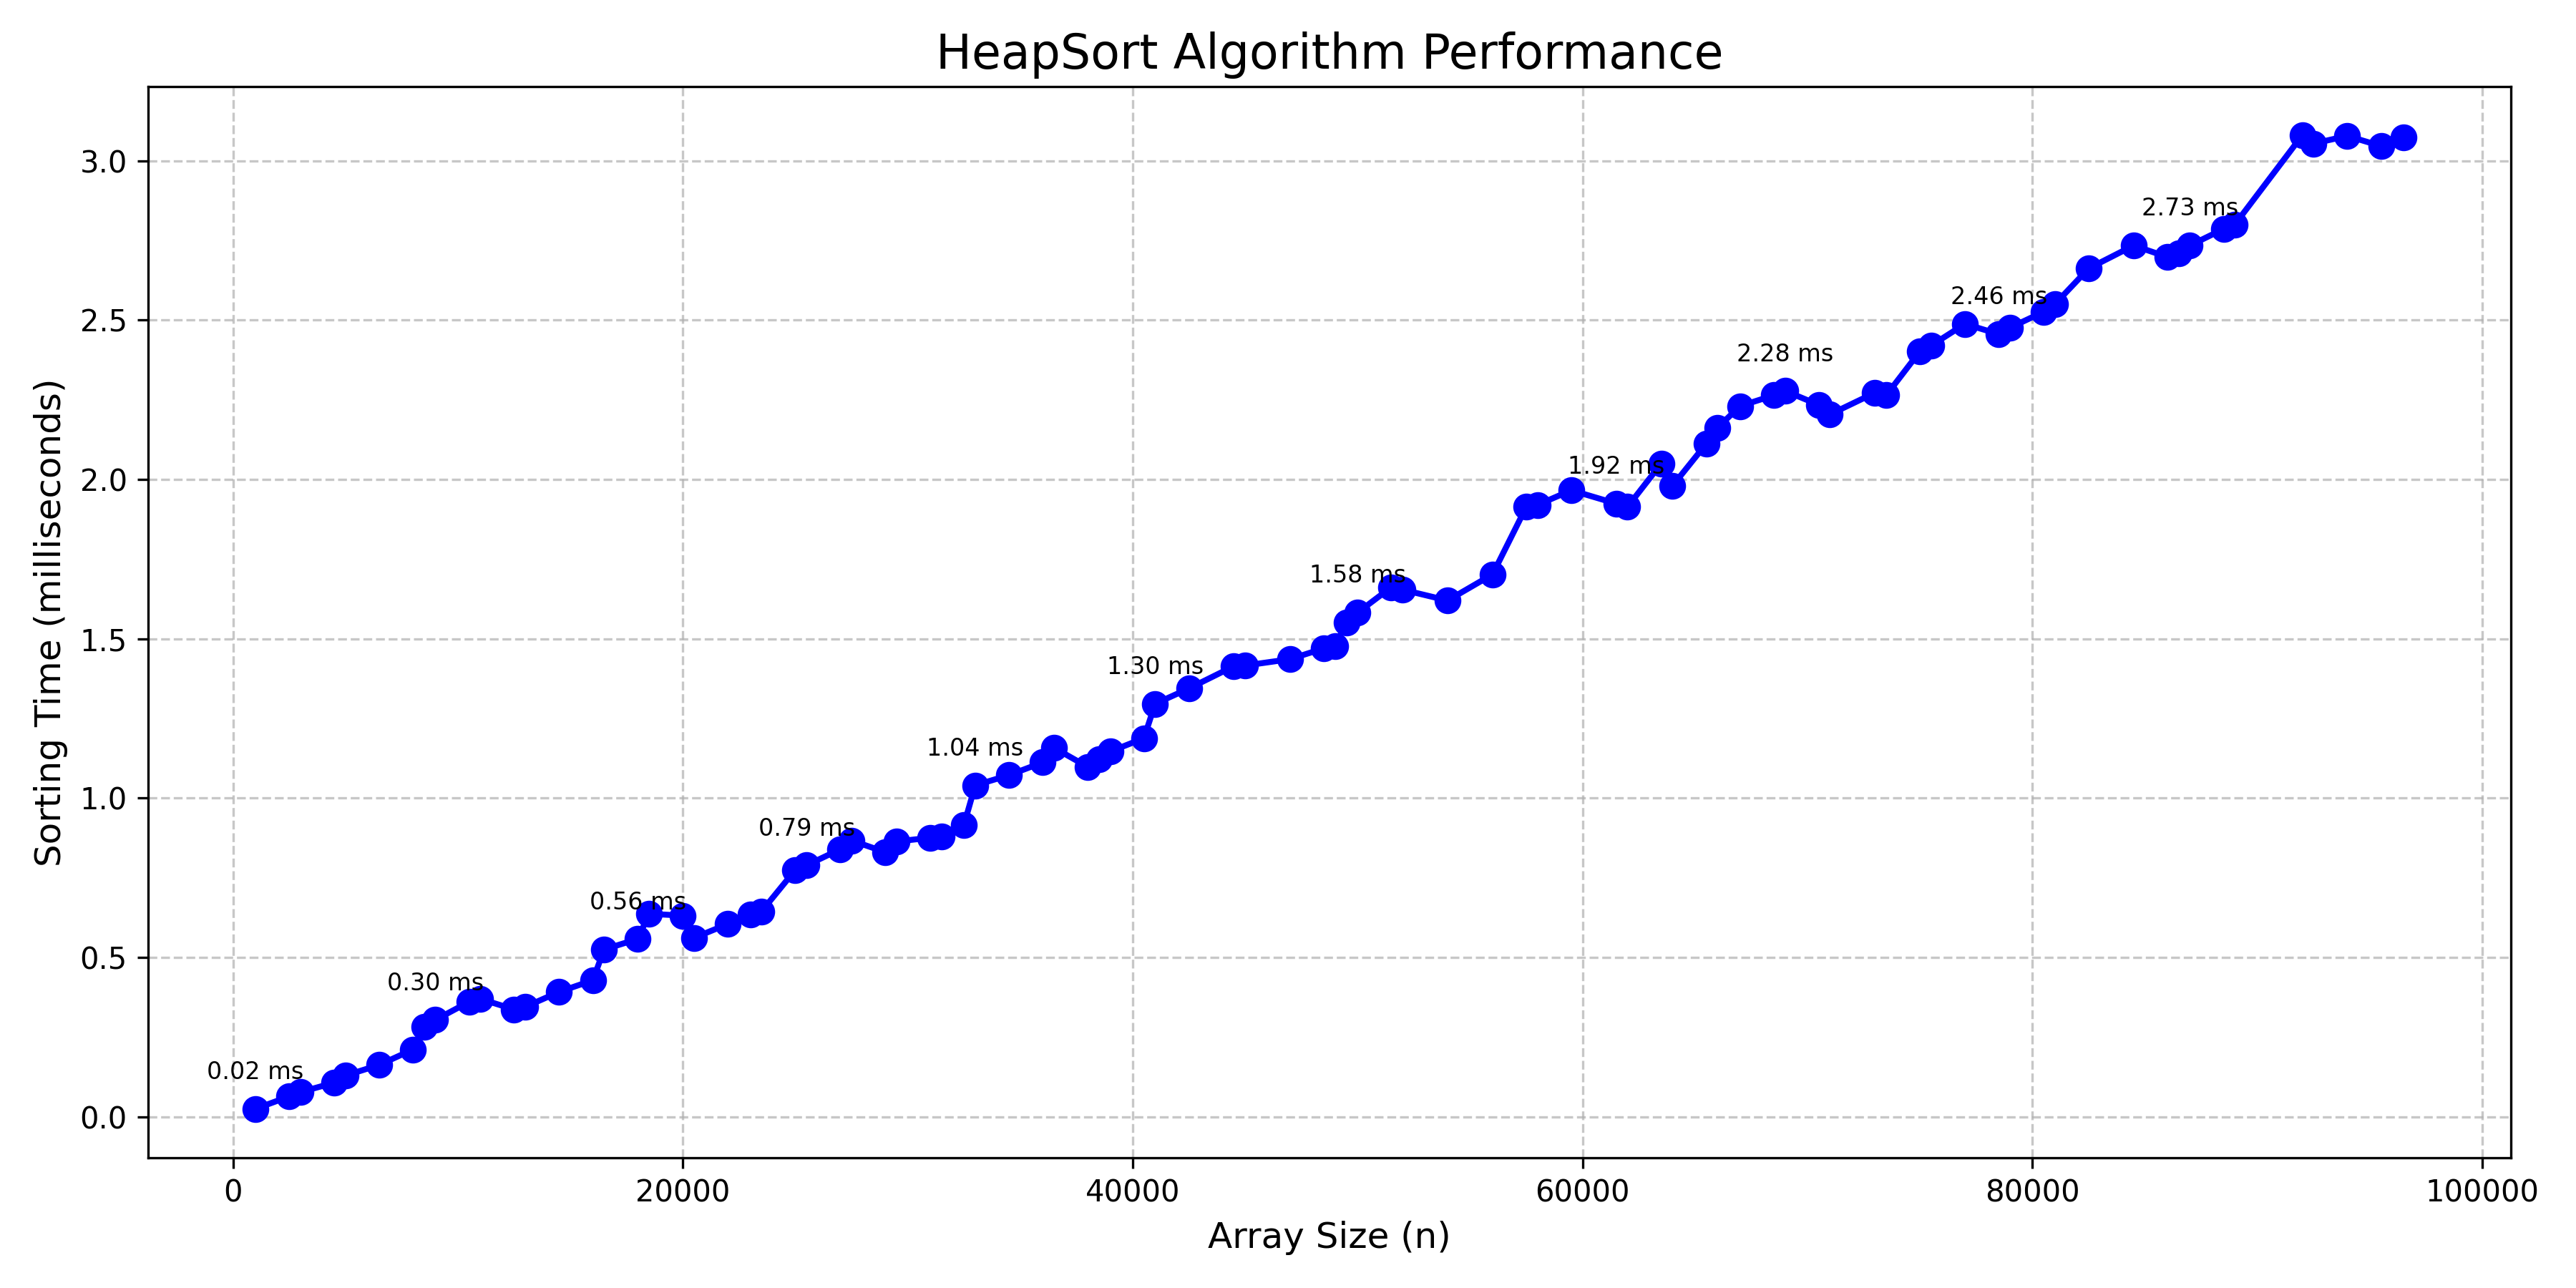 HeapSort Algorithm Performance
Sorting Time (milliseconds)
3.0
2.5
2.0
1.5
1.0
0.5
0.0
0.02 ms
0.30 ms
0.56 ms
0.79 ms
1.04 ms
1.30 ms
1.58 ms
1.92 ms
2.28 ms
2.46 ms
2.73 ms
0
20000
40000
60000
80000
100000
Array Size (n)